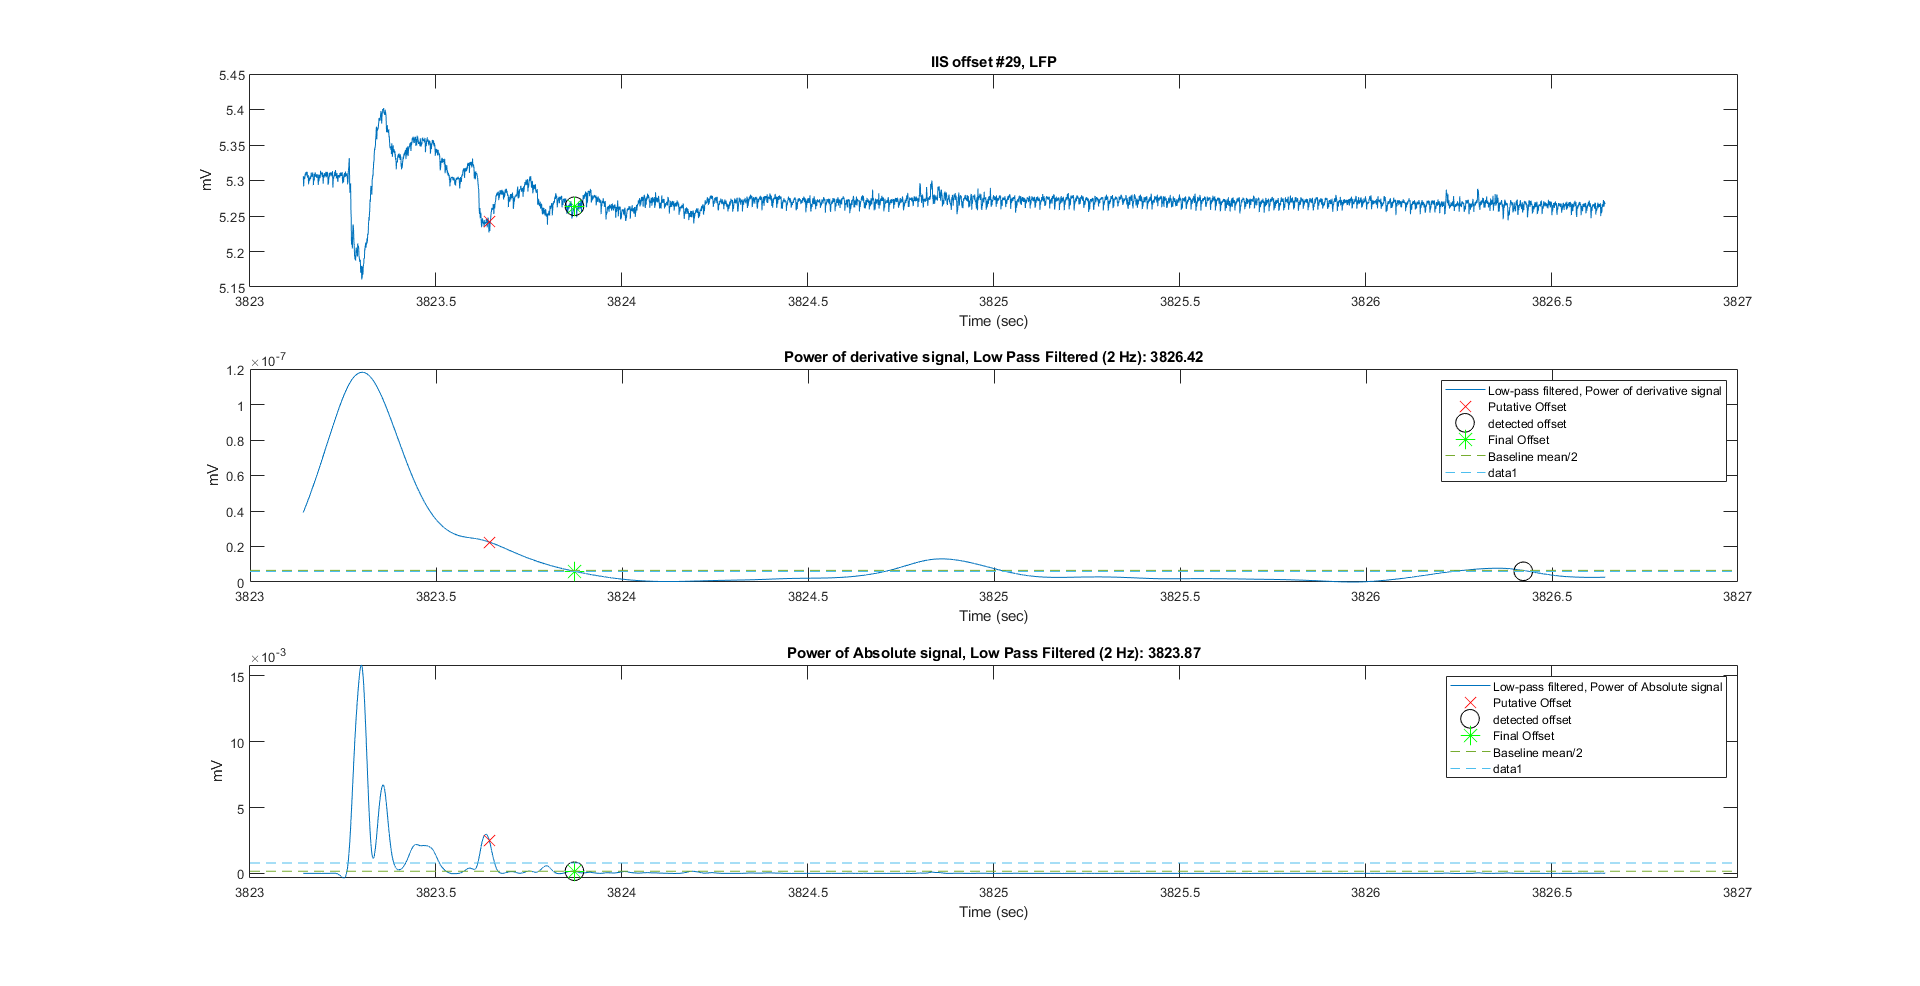 IIS offset #29, LFP
5.45
5.4
5.35
5.3
5.25
5.2
5.15
mV
3823 3823.5 3824 3824.5 3825 3825.5 3826 3826.5 3827
Time (sec)
Power of derivative signal, Low Pass Filtered (2 Hz): 3826.42
×10-7
1.2
1
0.8
0.6
0.4
0.2
0
mV
Low-pass filtered, Power of derivative signal
Putative Offset
detected offset
Final Offset
Baseline mean/2
data1
3823 3823.5 3824 3824.5 3825 3825.5 3826 3826.5 3827
Time (sec)
Power of Absolute signal, Low Pass Filtered (2 Hz): 3823.87
×10-3
15
10
5
0
mV
Low-pass filtered, Power of Absolute signal
Putative Offset
detected offset
Final Offset
Baseline mean/2
data1
3823 3823.5 3824 3824.5 3825 3825.5 3826 3826.5 3827
Time (sec)